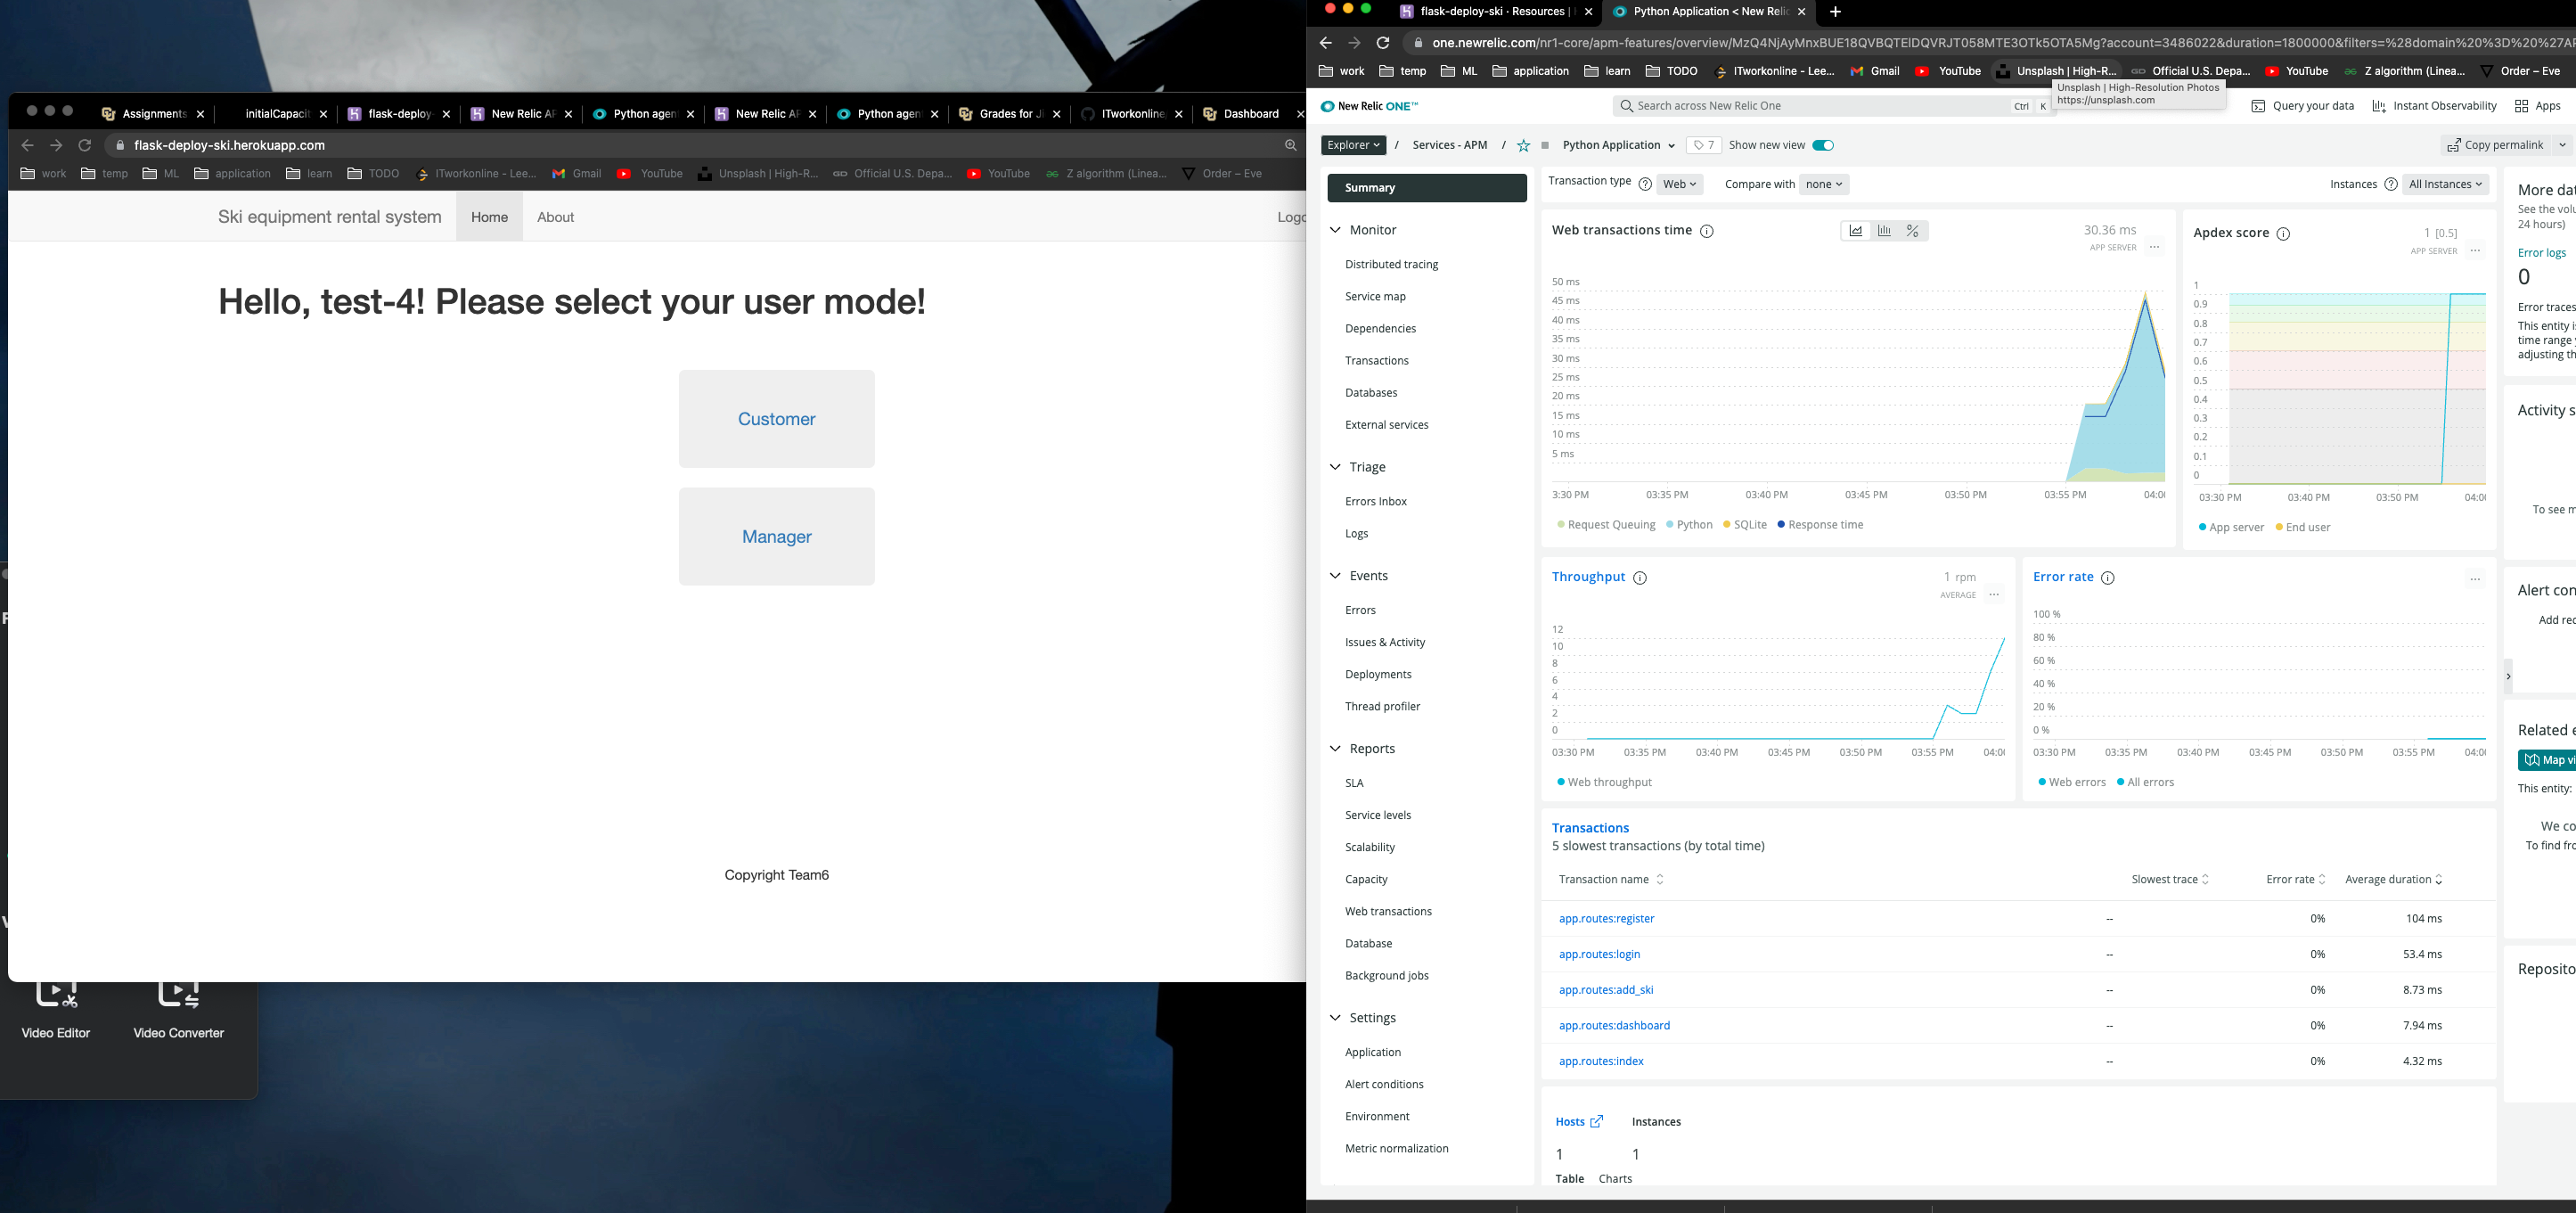 Assignments
initialCapacit
flask-deploy-
New Relic AP
Python agen
New Relic AP
Python agen
Grades for Ji
ITworkonline
Dashboard
flask-deploy-ski.herokuapp.com
work
temp
ML
application
learn
TODO
ITworkonline - Lee...
Gmail
YouTube
Unsplash | High-R...
Official U.S. Depa...
YouTube
Z algorithm (Linea...
Order – Eve
Ski equipment rental system
Home
About
Logo
Hello, test-4! Please select your user mode!
Customer
Manager
Copyright Team6
Video Editor
Video Converter
flask-deploy-ski · Resources |
Python Application < New Relic
one.newrelic.com/nr1-core/apm-features/overview/MzQ4NjAyMnxBUE18QVBQTElDQVRJT058MTE3OTk5OTA5Mg?account=3486022&duration=1800000&filters=%28domain%20%3D%20%27AP
work
temp
ML
application
learn
TODO
ITworkonline - Lee...
Gmail
YouTube
Unsplash | High-R...
Official U.S. Depa...
YouTube
Z algorithm (Linea...
Order – Eve
Unsplash | High-Resolution Photos
https://unsplash.com
New Relic ONE™
Search across New Relic One
Ctrl K
Query your data
Instant Observability
Apps
Explorer / Services - APM / Python Application
7
Show new view
Copy permalink
Summary
Monitor
Distributed tracing
Service map
Dependencies
Transactions
Databases
External services
Triage
Errors Inbox
Logs
Events
Errors
Issues & Activity
Deployments
Thread profiler
Reports
SLA
Service levels
Scalability
Capacity
Web transactions
Database
Background jobs
Settings
Application
Alert conditions
Environment
Metric normalization
Transaction type
Web
Compare with
none
Instances
All Instances
Web transactions time
30.36 ms
APP SERVER
50 ms
45 ms
40 ms
35 ms
30 ms
25 ms
20 ms
15 ms
10 ms
5 ms
3:30 PM 03:35 PM 03:40 PM 03:45 PM 03:50 PM 03:55 PM 04:0
Request Queuing Python SQLite Response time
Apdex score
1 [0.5]
APP SERVER
1
0.9
0.8
0.7
0.6
0.5
0.4
0.3
0.2
0.1
0
03:30 PM 03:40 PM 03:50 PM 04:0
App server End user
Throughput
1 rpm
AVERAGE
12
10
8
6
4
2
0
03:30 PM 03:35 PM 03:40 PM 03:45 PM 03:50 PM 03:55 PM 04:0
Web throughput
Error rate
100 %
80 %
60 %
40 %
20 %
0 %
03:30 PM 03:35 PM 03:40 PM 03:45 PM 03:50 PM 03:55 PM 04:0
Web errors All errors
Transactions
5 slowest transactions (by total time)
Transaction name Slowest trace Error rate Average duration
app.routes:register -- 0% 104 ms
app.routes:login -- 0% 53.4 ms
app.routes:add_ski -- 0% 8.73 ms
app.routes:dashboard -- 0% 7.94 ms
app.routes:index -- 0% 4.32 ms
Hosts Instances
1 1
Table Charts
More dat
See the volu
24 hours)
Error logs
0
Error traces
This entity i
time range
adjusting th
Activity s
To see m
Alert con
Add rec
Related e
Map vi
This entity:
We co
To find fro
Reposito